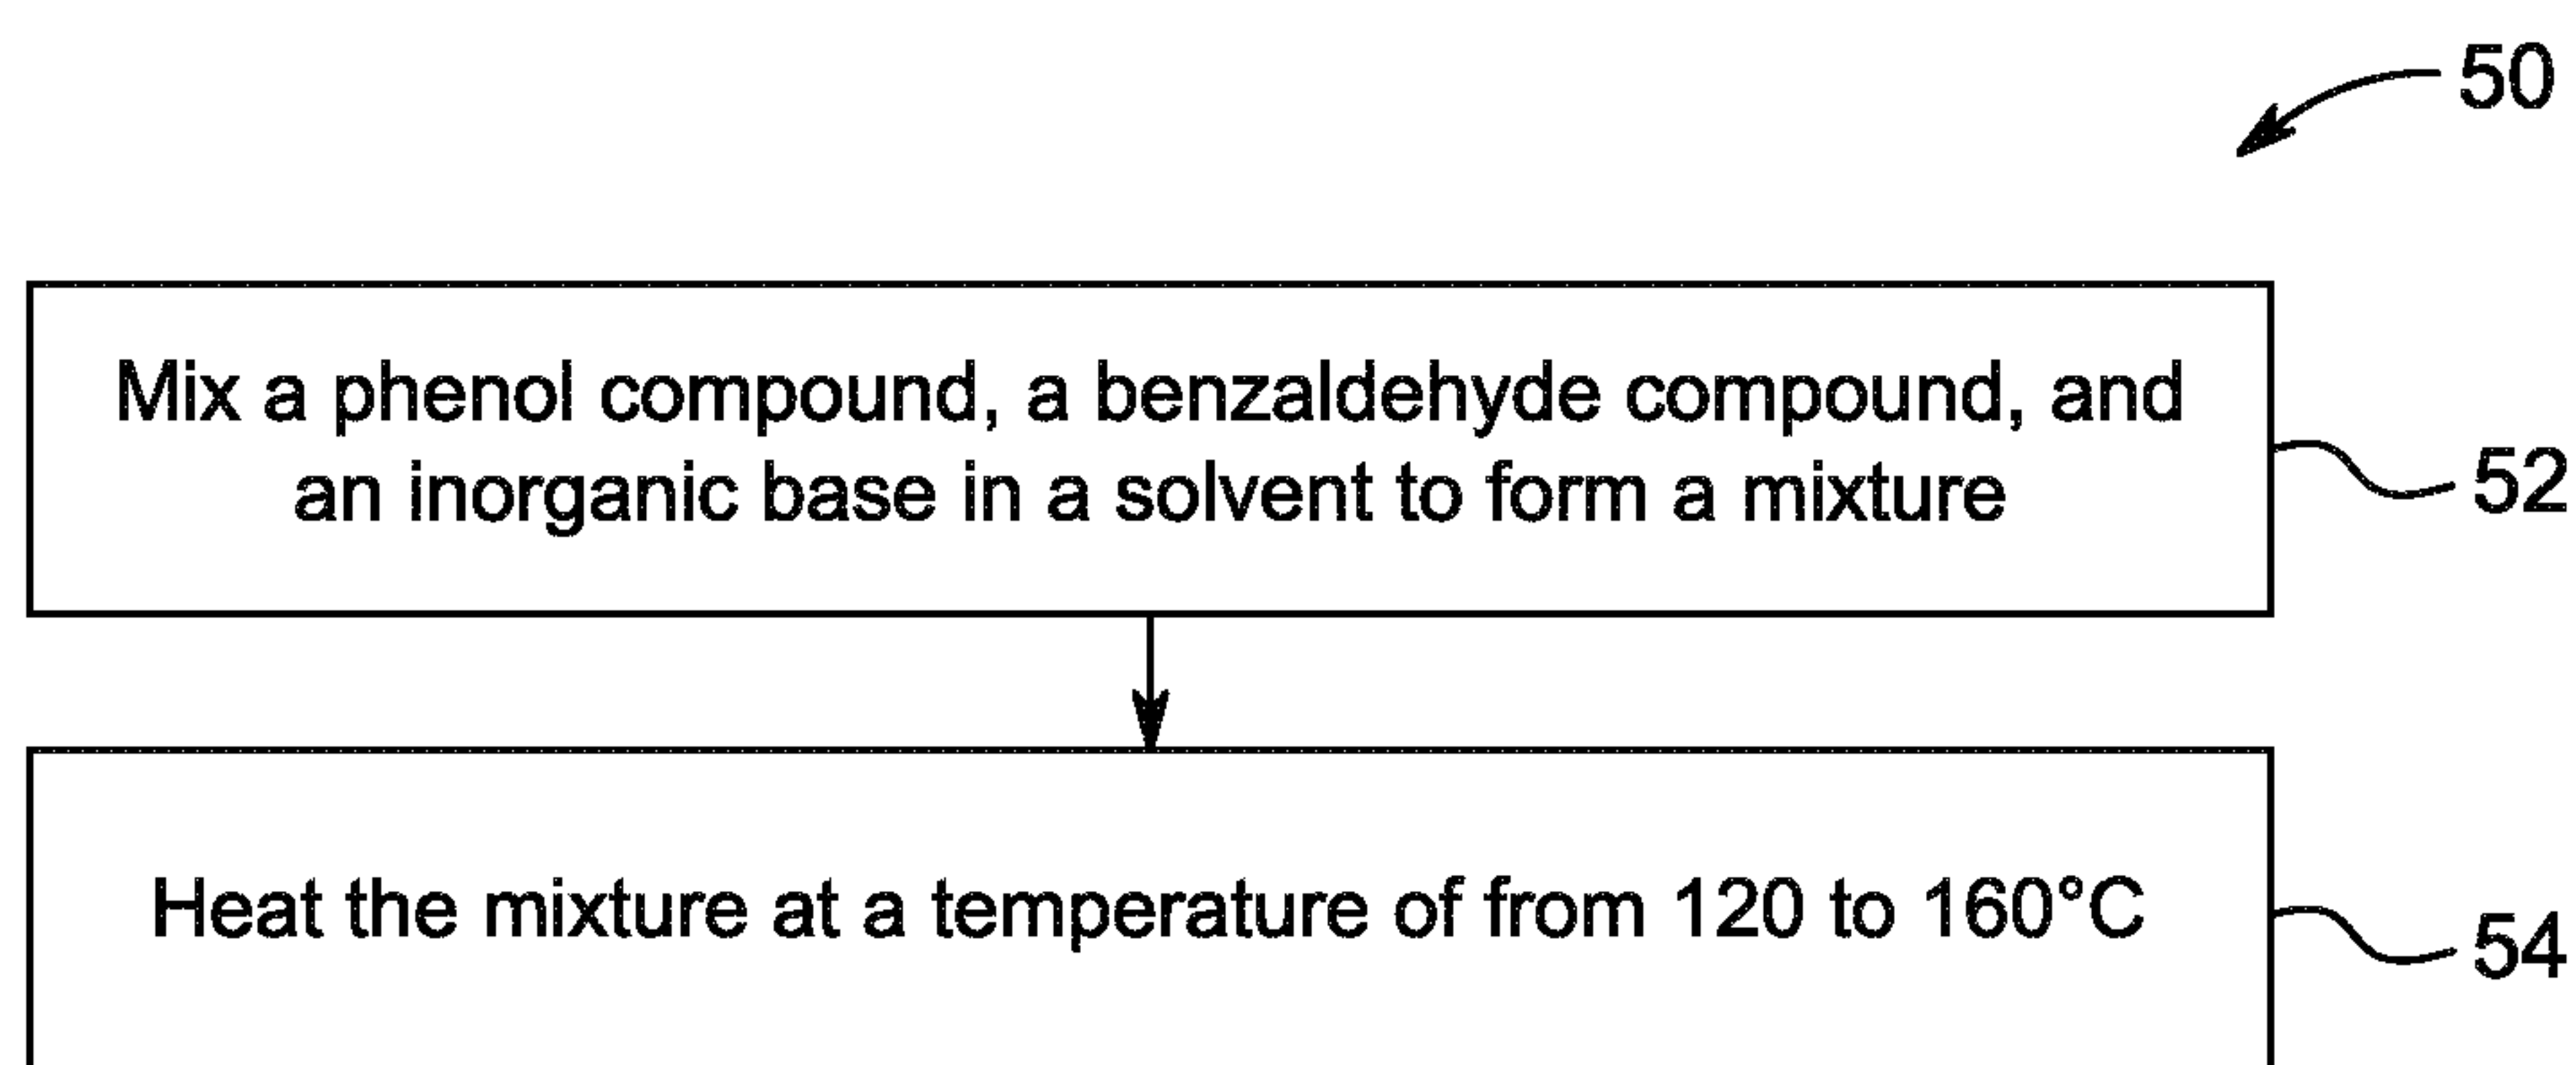 50
Mix a phenol compound, a benzaldehyde compound, and
an inorganic base in a solvent to form a mixture
52
Heat the mixture at a temperature of from 120 to 160°C
54